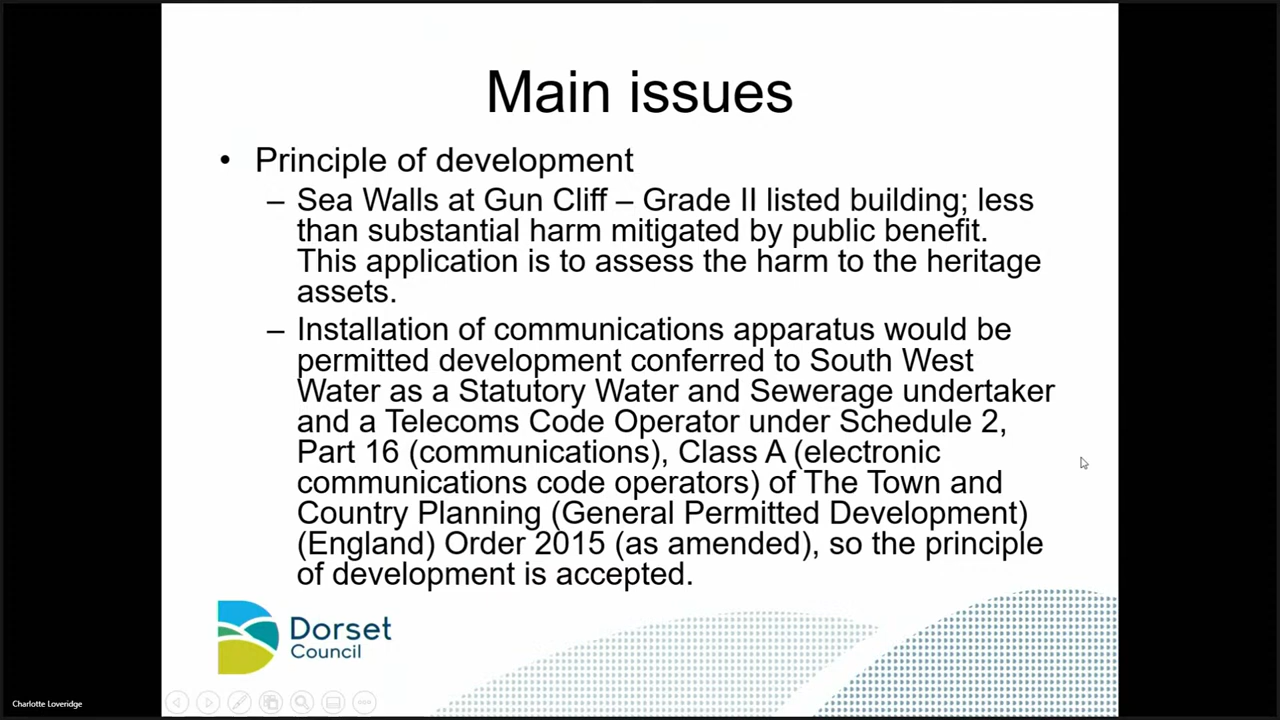 Main issues
• Principle of development
– Sea Walls at Gun Cliff – Grade II listed building; less
than substantial harm mitigated by public benefit.
This application is to assess the harm to the heritage
assets.
– Installation of communications apparatus would be
permitted development conferred to South West
Water as a Statutory Water and Sewerage undertaker
and a Telecoms Code Operator under Schedule 2,
Part 16 (communications), Class A (electronic
communications code operators) of The Town and
Country Planning (General Permitted Development)
(England) Order 2015 (as amended), so the principle
of development is accepted.
Dorset
Council
Charlotte Loveridge